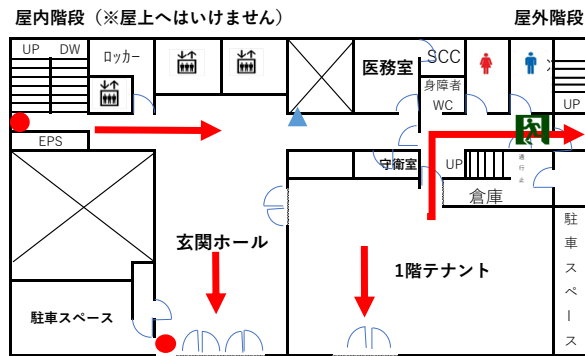 屋内階段（※屋上へはいけません）
屋外階段
UP DW
ロッカー
医務室
SCC
身障者
WC
UP
EPS
守衛室
UP
通行止
倉庫
玄関ホール
1階テナント
駐車スペース
駐車スペース